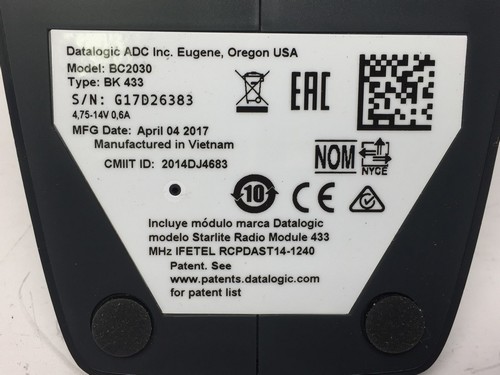 Datalogic ADC Inc. Eugene, Oregon USA
Model: BC2030
Type: BK 433
S/N: G17D26383
4,75-14V 0,6A
MFG Date: April 04 2017
Manufactured in Vietnam
CMIIT ID: 2014DJ4683
EAC
NOM
NYCE
10
CE
Incluye módulo marca Datalogic
modelo Starlite Radio Module 433
MHz IFETEL RCPDAST14-1240
Patent. See
www.patents.datalogic.com
for patent list